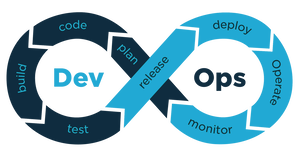 code
plan
build
Dev
test
release
deploy
Ops
Operate
monitor